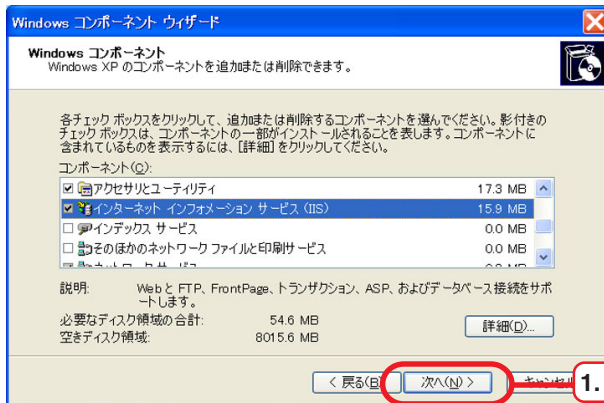 Windows コンポーネント ウィザード
Windows コンポーネント
Windows XP のコンポーネントを追加または削除できます。
各チェック ボックスをクリックして、追加または削除するコンポーネントを選んでください。影付きの
チェック ボックスは、コンポーネントの一部がインストールされることを表します。コンポーネントに
含まれているものを表示するには、[詳細] をクリックしてください。
コンポーネント(C):
アクセサリとユーティリティ 17.3 MB
インターネット インフォメーション サービス (IIS) 15.9 MB
インデックス サービス 0.0 MB
そのほかのネットワーク ファイルと印刷サービス 0.0 MB
説明: Webと FTP、FrontPage、トランザクション、ASP、およびデータベース接続をサポ
ートします。
必要なディスク領域の合計: 54.6 MB
空きディスク領域: 8015.6 MB
詳細(D)...
< 戻る(B) 次へ(N) > キャンセル 1.